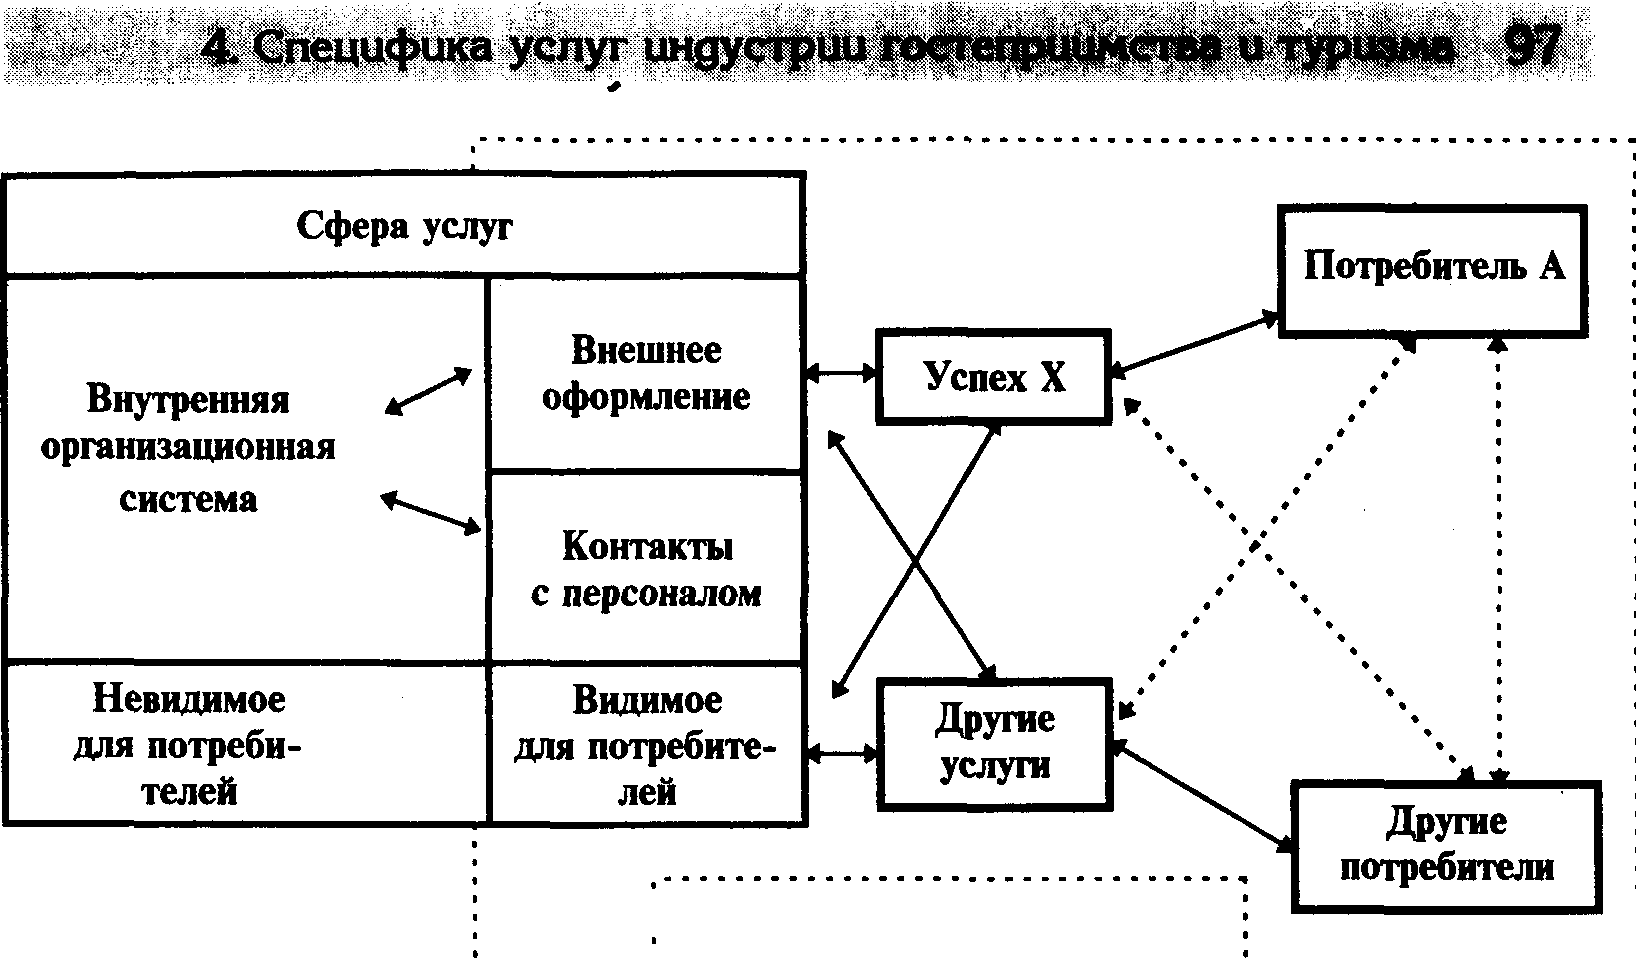 4. Специфика услуг индустрии гостеприимства и туризма 97
Сфера услуг
Внутренняя
организационная
система
Внешнее
оформление
Контакты
с персоналом
Невидимое
для потреби-
телей
Видимое
для потребите-
лей
Успех X
Другие
услуги
Потребитель А
Другие
потребители